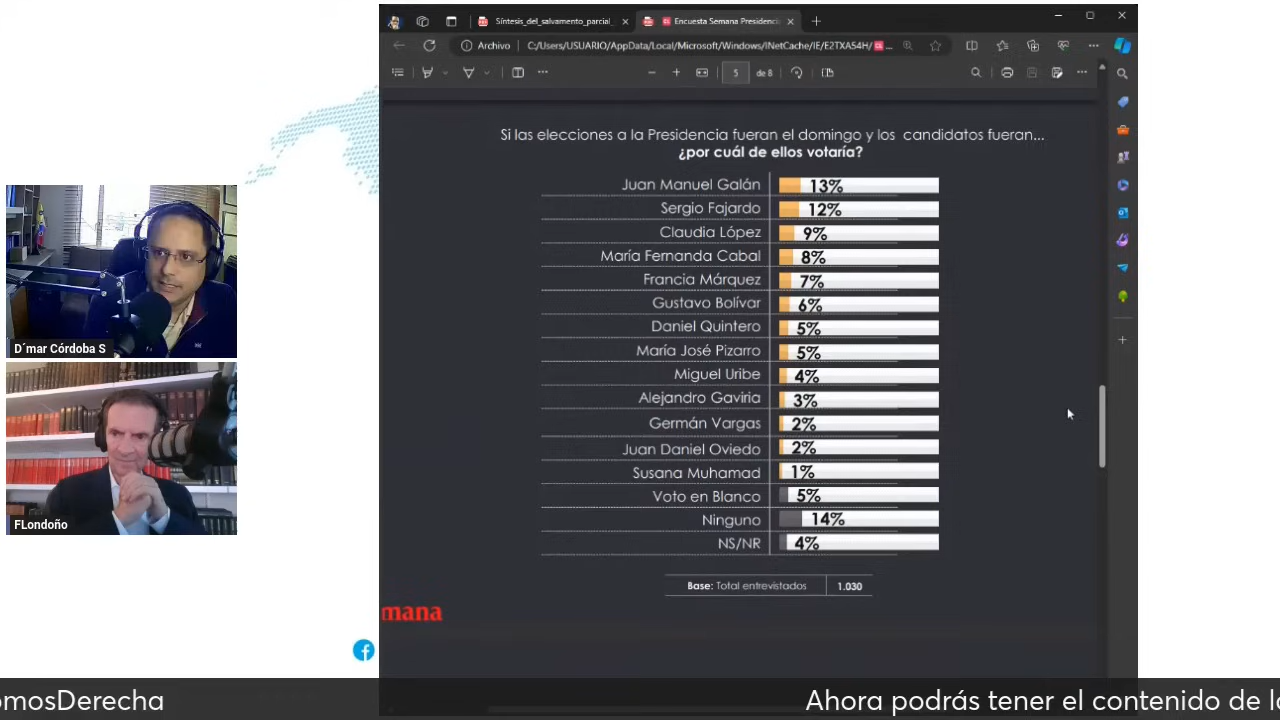 Síntesis_del_salvamento_parcial_
Encuesta Semana Presidenci
Archivo
C:/Users/USUARIO/AppData/Local/Microsoft/Windows/INetCache/IE/E2TXA54H/
5 de 8
Si las elecciones a la Presidencia fueran el domingo y los candidatos fueran...
¿por cuál de ellos votaría?
Juan Manuel Galán 13%
Sergio Fajardo 12%
Claudia López 9%
María Fernanda Cabal 8%
Francia Márquez 7%
Gustavo Bolívar 6%
Daniel Quintero 5%
María José Pizarro 5%
Miguel Uribe 4%
Alejandro Gaviria 3%
Germán Vargas 2%
Juan Daniel Oviedo 2%
Susana Muhamad 1%
Voto en Blanco 5%
Ninguno 14%
NS/NR 4%
Base: Total entrevistados 1.030
mana
D´mar Córdoba S
FLondoño
omosDerecha
Ahora podrás tener el contenido de la